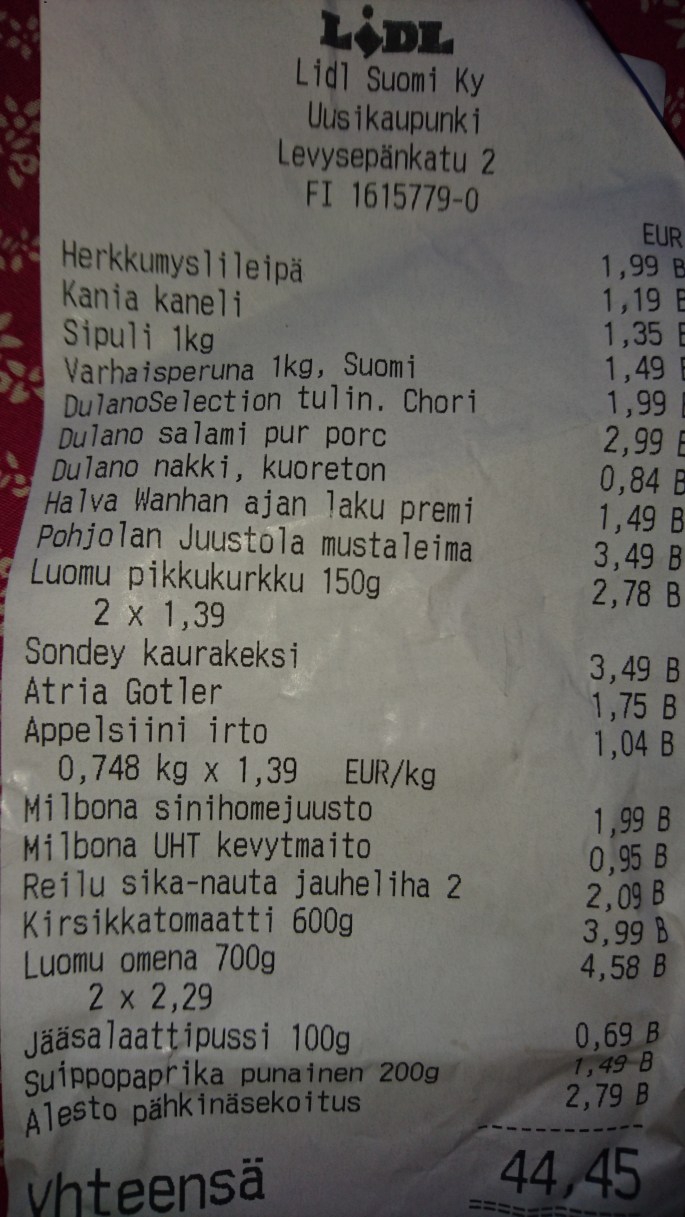 LIDL
Lidl Suomi Ky
Uusikaupunki
Levysepänkatu 2
FI 1615779-0
EUR
Herkkumyslileipä 1,99 B
Kania kaneli 1,19 B
Sipuli 1kg 1,35 B
Varhaisperuna 1kg, Suomi 1,49
DulanoSelection tulin. Chori 1,99
Dulano salami pur porc 2,99 B
Dulano nakki, kuoreton 0,84 B
Halva Wanhan ajan laku premi 1,49 B
Pohjolan Juustola mustaleima 3,49 B
Luomu pikkukurkku 150g 2,78 B
2 x 1,39
Sondey kaurakeksi 3,49 B
Atria Gotler 1,75 B
Appelsiini irto 1,04 B
0,748 kg x 1,39 EUR/kg
Milbona sinihomejuusto 1,99 B
Milbona UHT kevytmaito 0,95 B
Reilu sika-nauta jauheliha 2 2,09 B
Kirsikkatomaatti 600g 3,99 B
Luomu omena 700g 4,58 B
2 x 2,29
Jääsalaattipussi 100g 0,69 B
Suippopaprika punainen 200g 1,49 B
Alesto pähkinäsekoitus 2,79 B
yhteensä 44,45